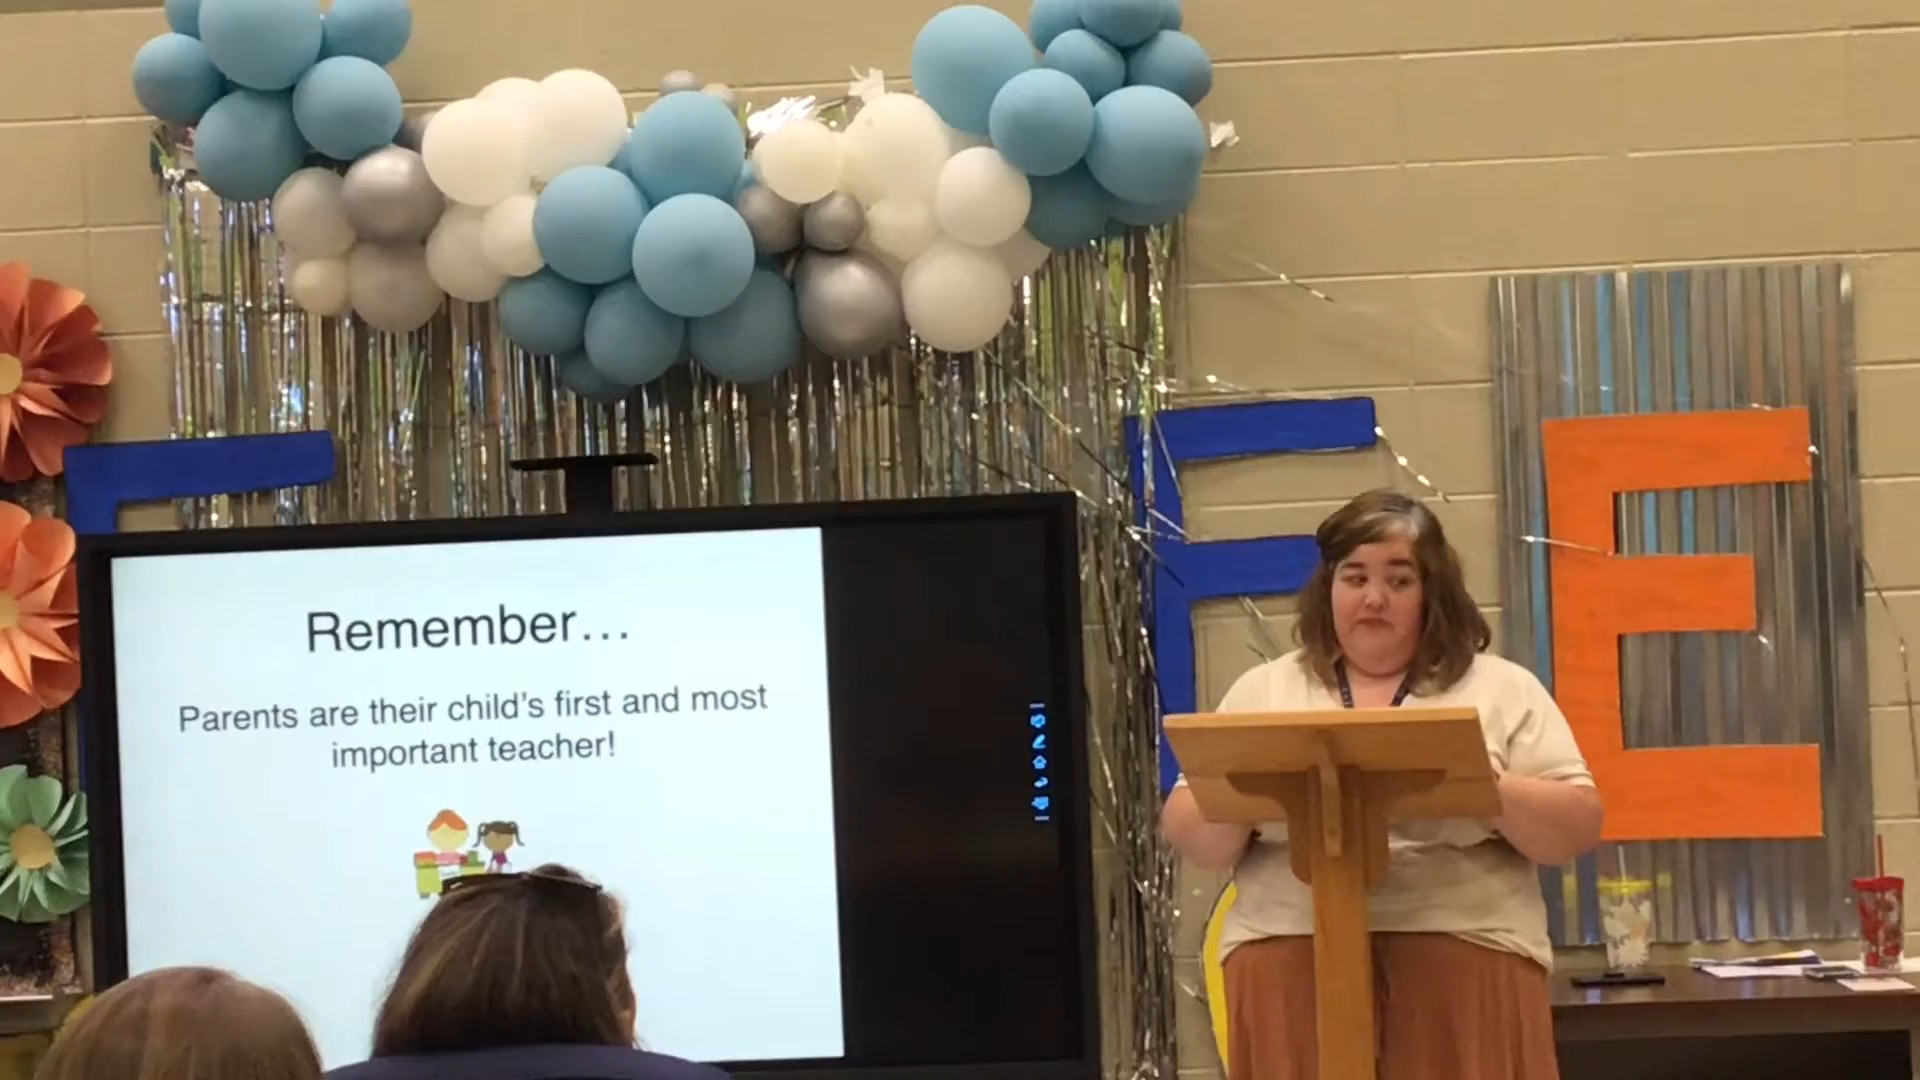 F
F
E
Remember...
Parents are their child's first and most
important teacher!